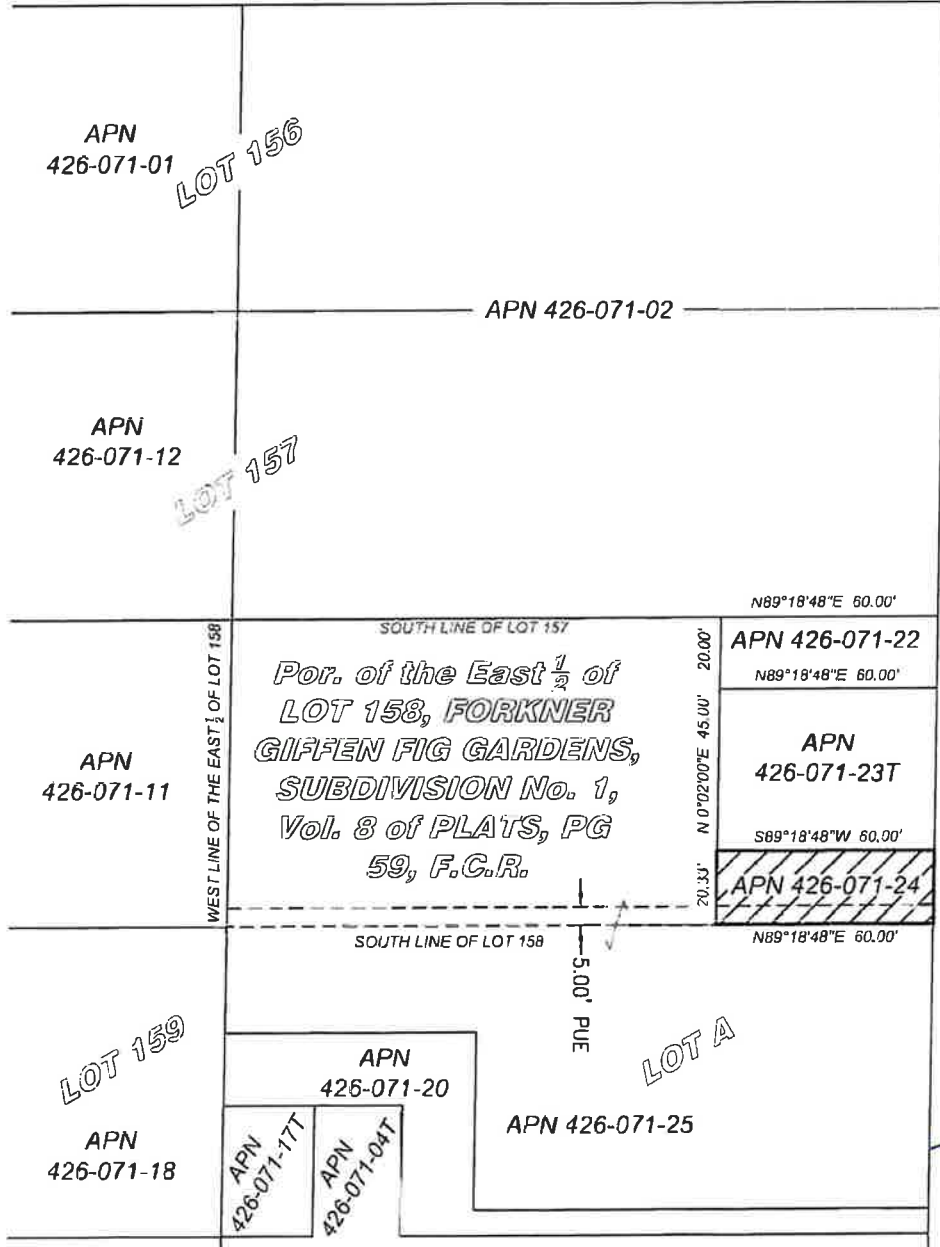 APN
426-071-01
LOT 156
APN 426-071-02
APN
426-071-12
LOT 157
N89°18'48"E 60.00'
SOUTH LINE OF LOT 157
WEST LINE OF THE EAST 1/2 OF LOT 158
Por. of the East 1/2 of
LOT 158, FORKNER
GIFFEN FIG GARDENS,
SUBDIVISION No. 1,
Vol. 8 of PLATS, PG
59, F.C.R.
20.00'
APN 426-071-22
N89°18'48"E 60.00'
N 0°02'00"E 45.00'
APN
426-071-23T
APN
426-071-11
S89°18'48"W 60.00'
20.33'
APN 426-071-24
N89°18'48"E 60.00'
SOUTH LINE OF LOT 158
5.00' PUE
LOT A
LOT 159
APN
426-071-20
APN 426-071-25
APN
426-071-18
APN
426-071-17T
APN
426-071-04T